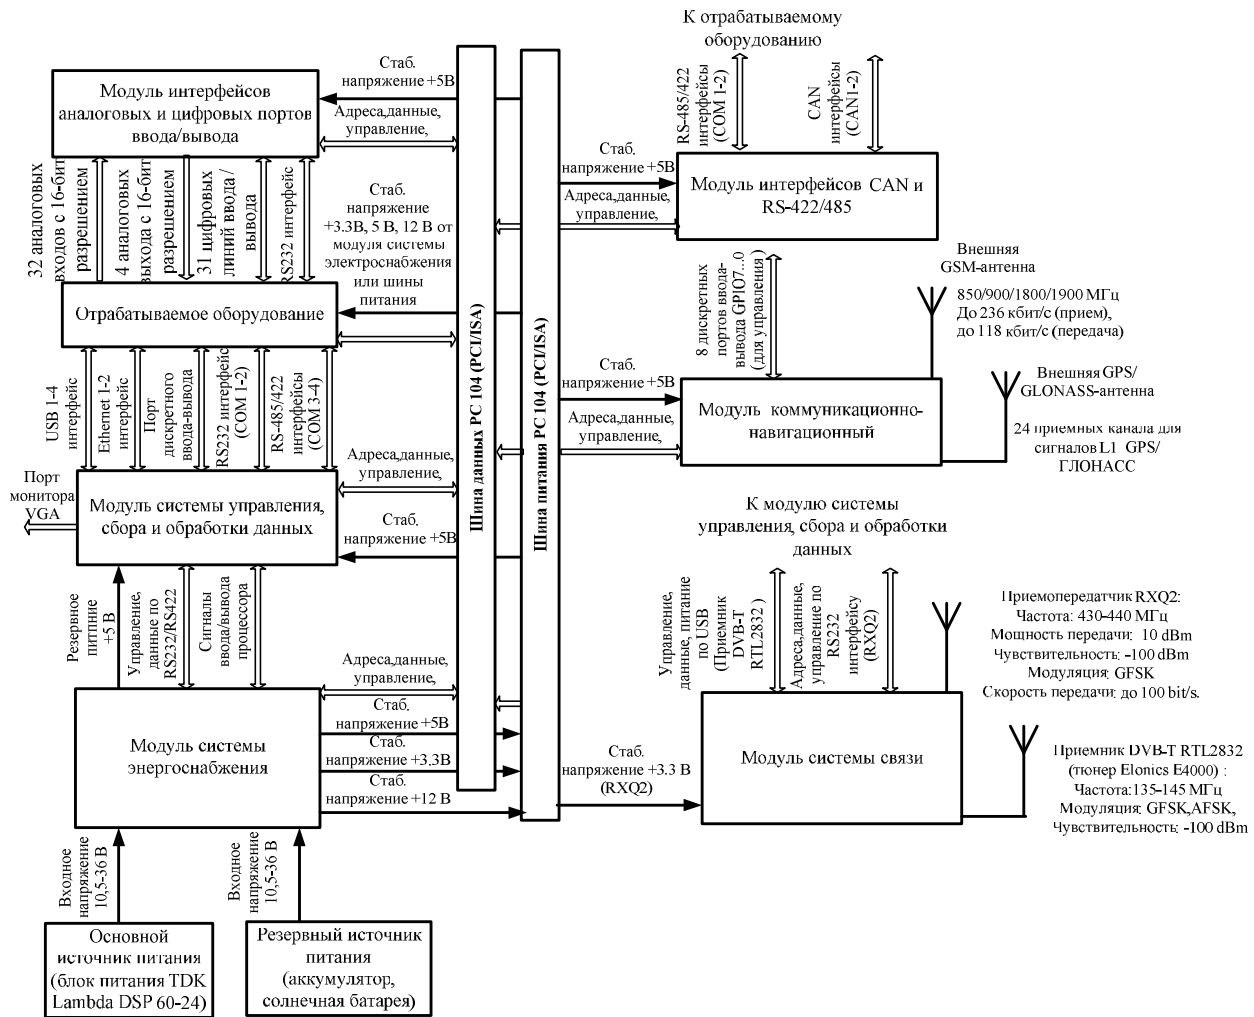 Модуль интерфейсов
аналоговых и цифровых портов
ввода/вывода
Стаб.
напряжение +5В
Адреса,данные,
управление,
32 аналоговых
входов с 16-бит
разрешением
4 аналоговых
выхода с 16-бит
разрешением
31 цифровых
линий ввода /
вывода
RS232 интерфейс
Стаб.
напряжение
+3.3В, 5 В, 12 В от
модуля системы
электроснабжения
или шины
питания
Отрабатываемое оборудование
USB 1-4
интерфейс
Ethernet 1-2
интерфейс
Порт
дискретного
ввода-вывода
RS232 интерфейс
(COM 1-2)
RS-485/422
интерфейсы
(COM 3-4)
Адреса,данные,
управление,
Порт
монитора
VGA
Модуль системы управления,
сбора и обработки данных
Стаб.
напряжение +5В
Резервное
питпние
+5 В
Управление,
данные по
RS232/RS422
Сигналы
ввода/вывода
процессора
Адреса,данные,
управление,
Стаб.
напряжение +5В
Стаб.
напряжение +3,3В
Стаб.
напряжение +12 В
Модуль системы
энергоснабжения
Входное
напряжение
10,5-36 В
Входное
напряжение
10,5-36 В
Основной
источник питания
(блок питания TDK
Lambda DSP 60-24)
Резервный источник
питания
(аккумулятор,
солнечная батарея)
Шина данных PC 104 (PCI/ISA)
Шина питания PC 104 (PCI/ISA)
К отрабатываемому
оборудованию
RS-485/422
интерфейсы
(COM 1-2)
CAN
интерфейсы
(CAN1-2)
Стаб.
напряжение +5В
Адреса,данные,
управление,
Модуль интерфейсов CAN и
RS-422/485
8 дискретных
портов ввода-
вывода GPIO7...0
(для управления)
Внешняя
GSM-антенна
850/900/1800/1900 МГц
До 236 кбит/с (прием),
до 118 кбит/с (передача)
Стаб.
напряжение +5В
Адреса,данные,
управление,
Модуль коммуникационно-
навигационный
Внешняя GPS/
GLONASS-антенна
24 приемных канала для
сигналов L1 GPS/
ГЛОНАСС
К модулю системы
управления, сбора и обработки
данных
Управление,
данные, питание
по USB
(Приемник
DVB-T
RTL2832 )
Адреса,данные,
управление по
RS232
интерфейсу
(RXQ2)
Приемопередатчик RXQ2:
Частота: 430-440 МГц
Мощность передачи: 10 dBm
Чувствительность: -100 dBm
Модуляция: GFSK
Скорость передачи: до 100 bit/s.
Стаб.
напряжение +3.3 В
(RXQ2)
Модуль системы связи
Приемник DVB-T RTL2832
(тюнер Elonics E4000) :
Частота:135-145 МГц
Модуляция: GFSK,AFSK,
Чувствительность: -100 dBm